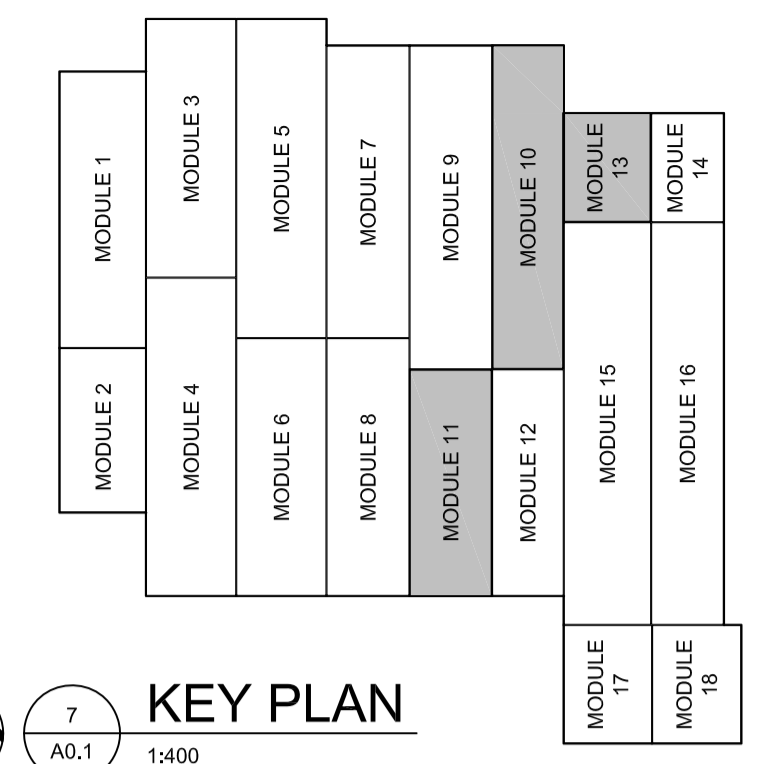 MODULE 1
MODULE 2
MODULE 3
MODULE 4
MODULE 5
MODULE 6
MODULE 7
MODULE 8
MODULE 9
MODULE 10
MODULE 11
MODULE 12
MODULE
13
MODULE
14
MODULE 15
MODULE 16
MODULE
17
MODULE
18
7
A0.1
KEY PLAN
1:400